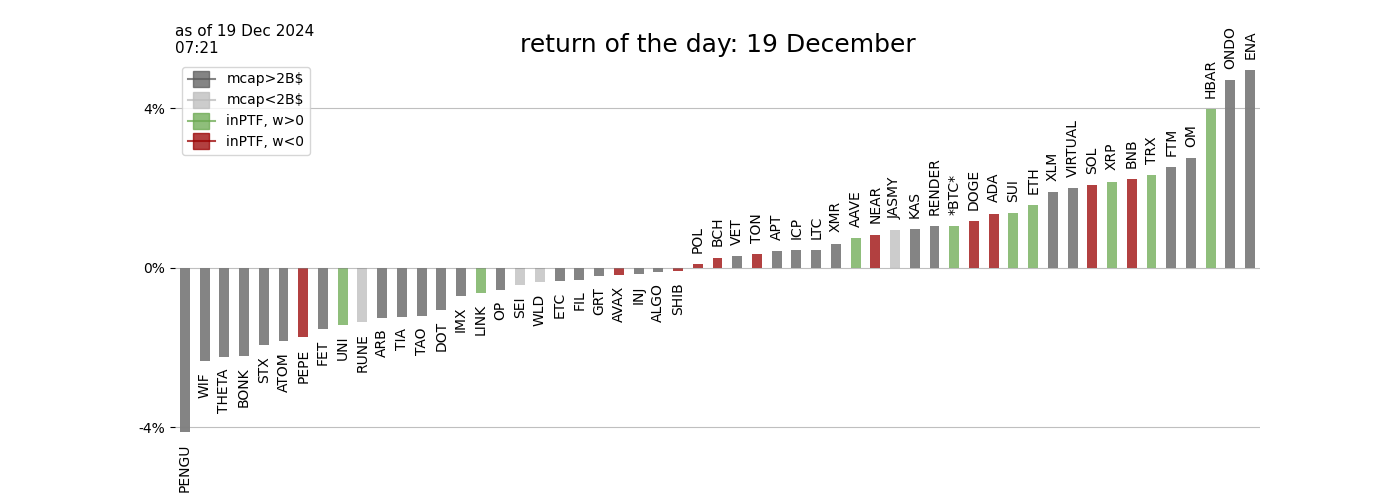 as of 19 Dec 2024
07:21
return of the day: 19 December
mcap>2B$
mcap<2B$
inPTF, w>0
inPTF, w<0
4%
0%
-4%
PENGU
WIF
THETA
BONK
STX
ATOM
PEPE
FET
UNI
RUNE
ARB
TIA
TAO
DOT
IMX
LINK
OP
SEI
WLD
ETC
FIL
GRT
AVAX
INJ
ALGO
SHIB
POL
BCH
VET
TON
APT
ICP
LTC
XMR
AAVE
NEAR
JASMY
KAS
RENDER
*BTC*
DOGE
ADA
SUI
ETH
XLM
VIRTUAL
SOL
XRP
BNB
TRX
FTM
OM
HBAR
ONDO
ENA